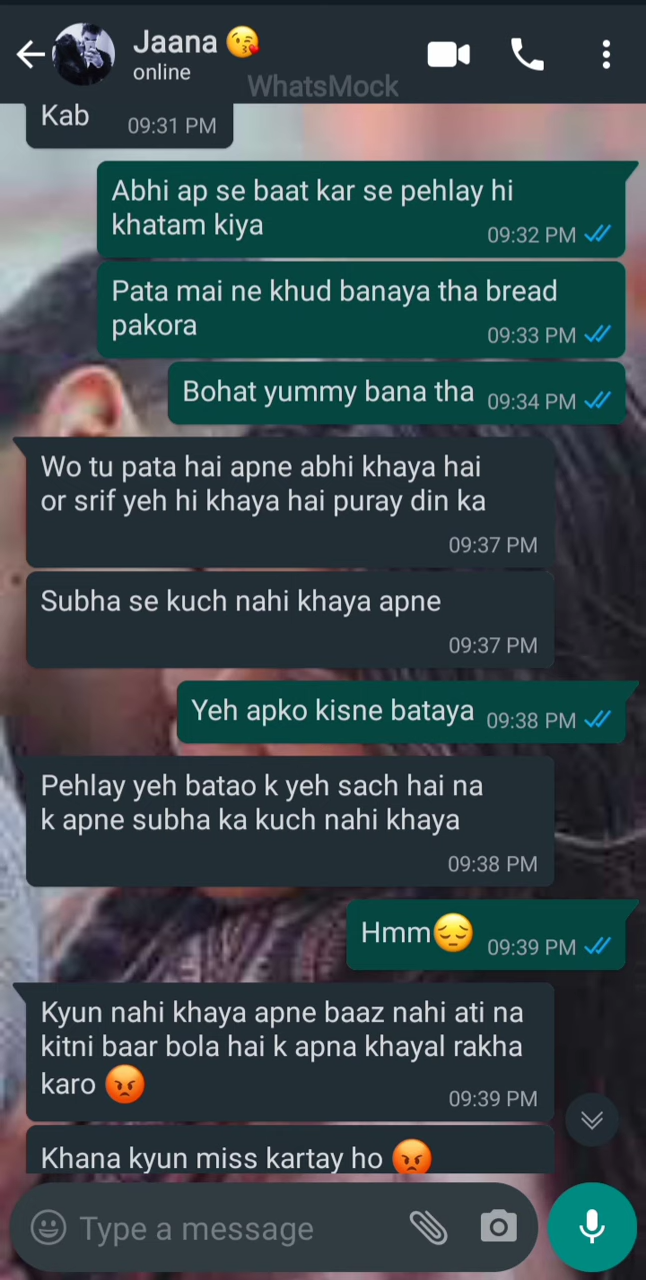 Jaana 😘
online
WhatsMock
Kab 09:31 PM
Abhi ap se baat kar se pehlay hi
khatam kiya
09:32 PM
Pata mai ne khud banaya tha bread
pakora
09:33 PM
Bohat yummy bana tha 09:34 PM
Wo tu pata hai apne abhi khaya hai
or srif yeh hi khaya hai puray din ka
09:37 PM
Subha se kuch nahi khaya apne
09:37 PM
Yeh apko kisne bataya 09:38 PM
Pehlay yeh batao k yeh sach hai na
k apne subha ka kuch nahi khaya
09:38 PM
Hmm😔 09:39 PM
Kyun nahi khaya apne baaz nahi ati na
kitni baar bola hai k apna khayal rakha
karo 😡
09:39 PM
Khana kyun miss kartay ho 😡
Type a message